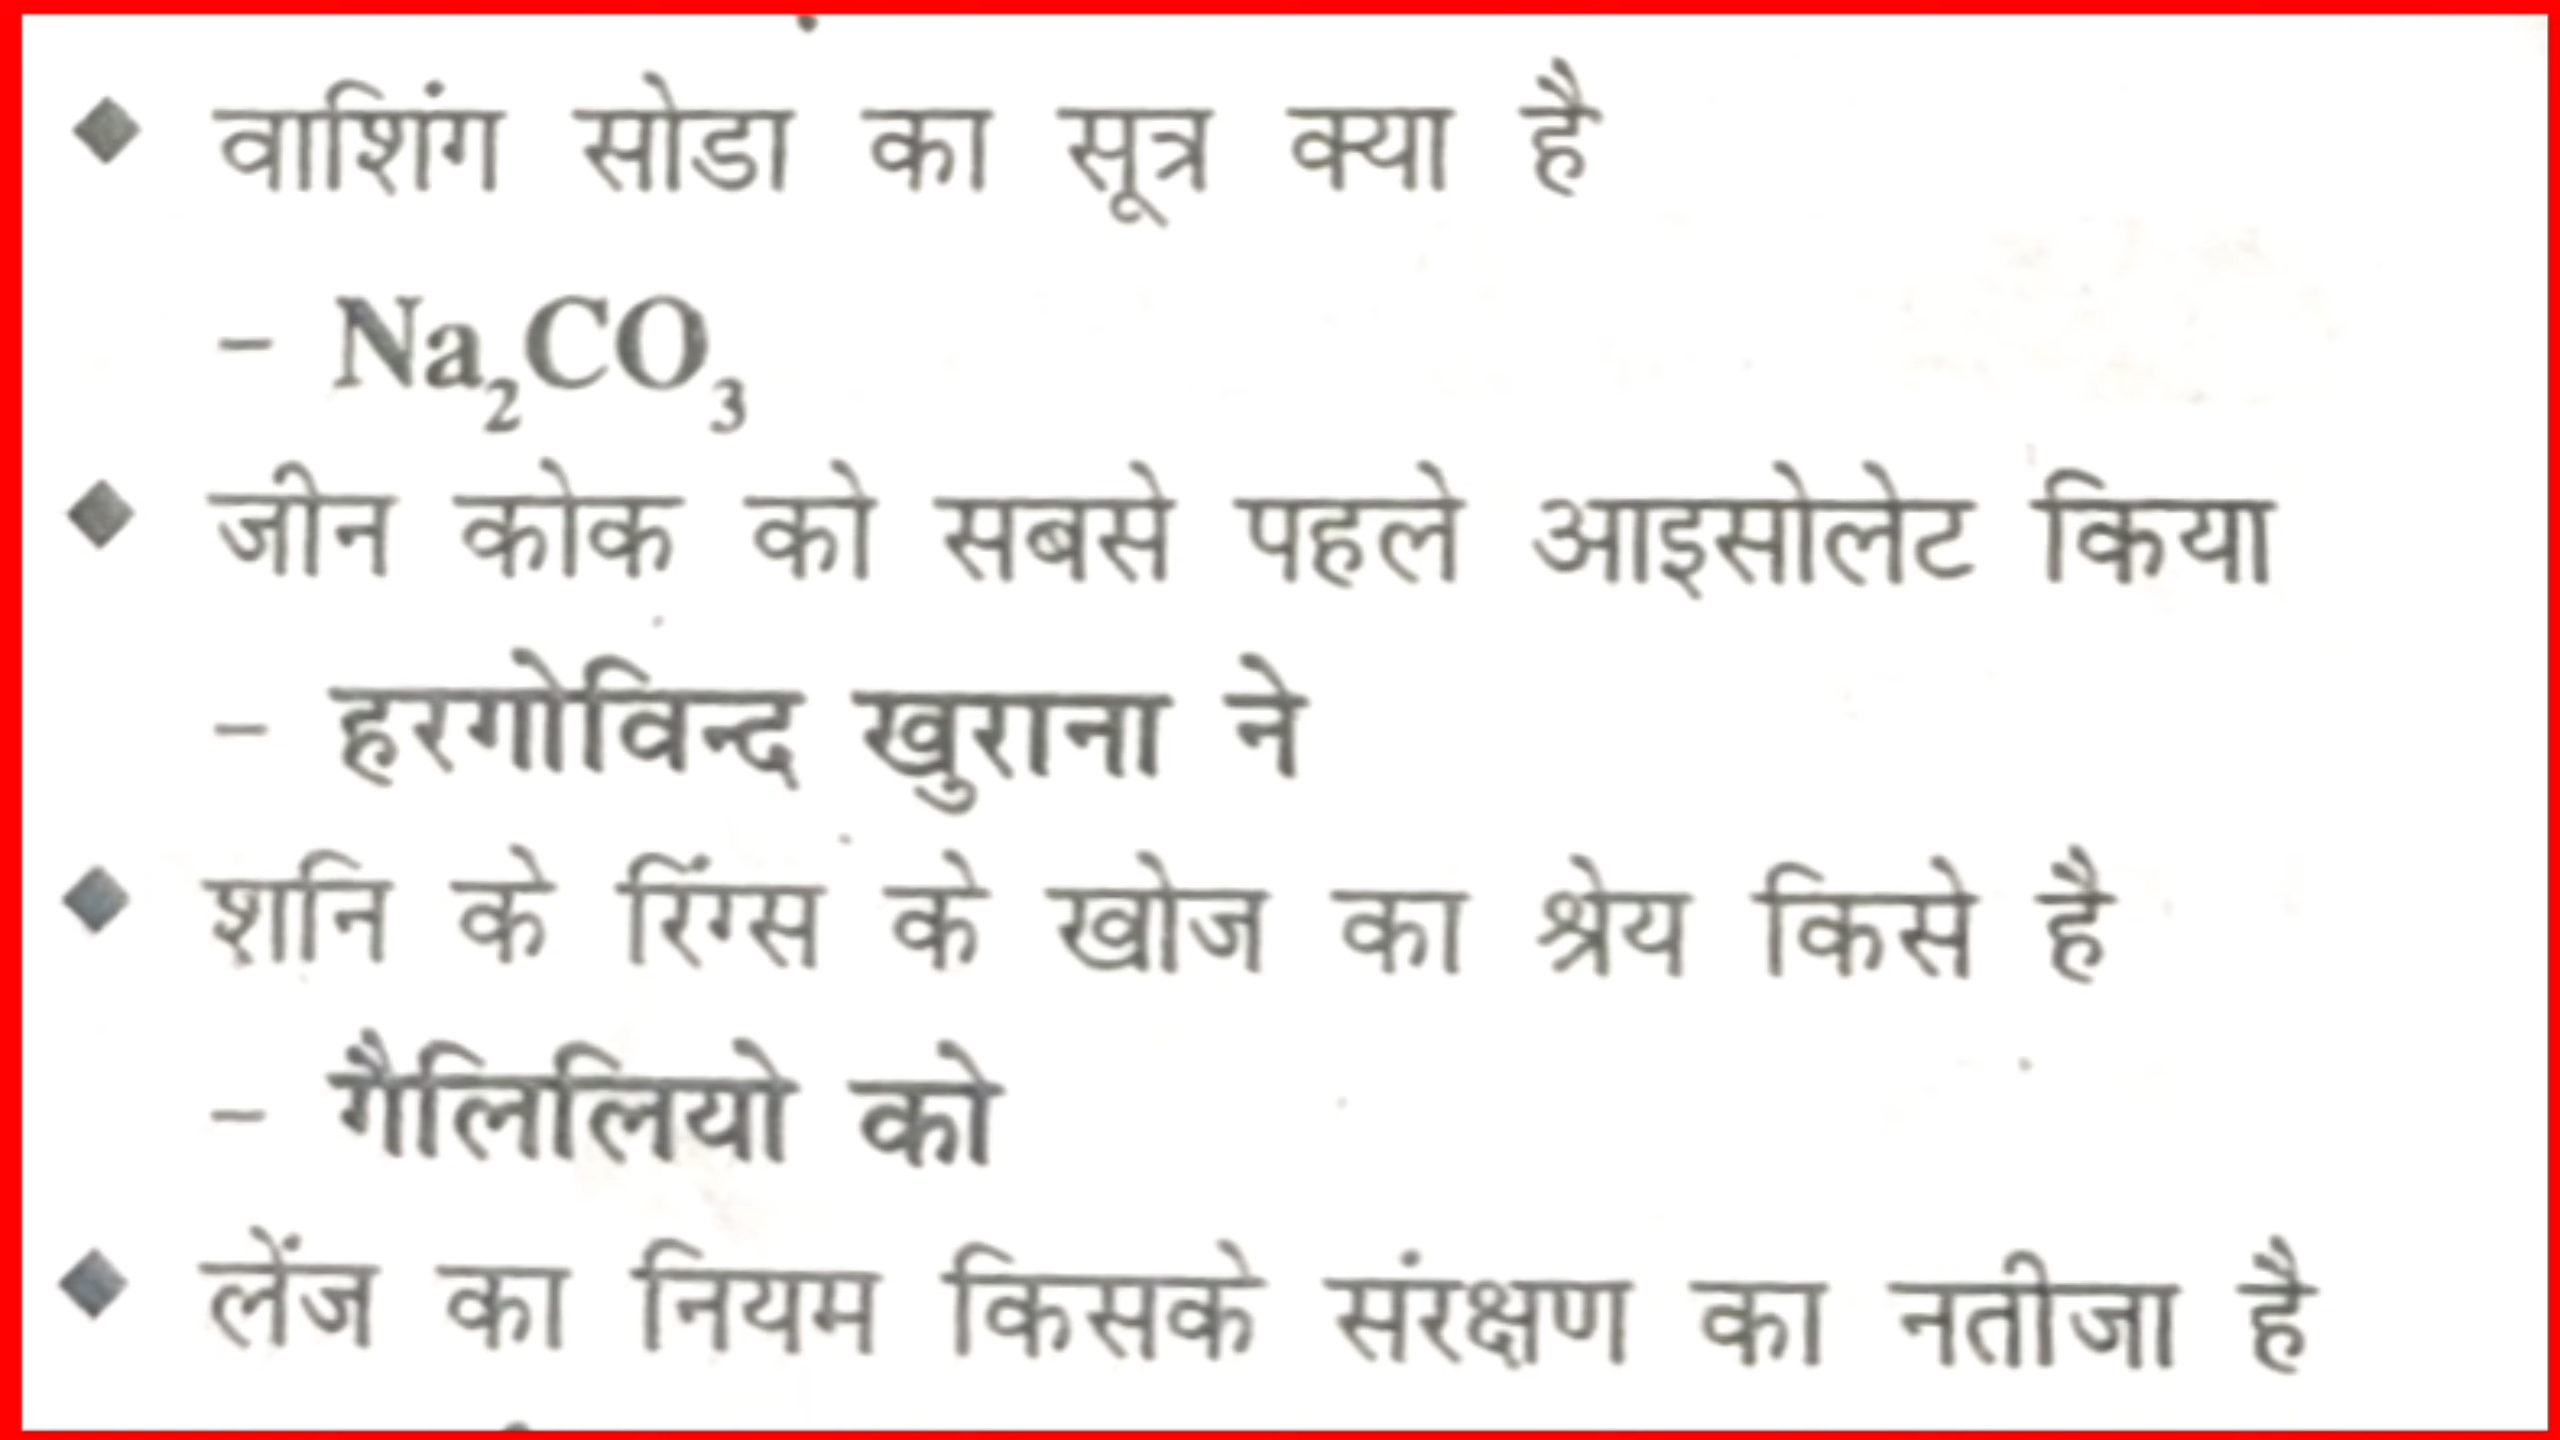 ◆ वाशिंग सोडा का सूत्र क्या है
– Na₂CO₃
◆ जीन कोक को सबसे पहले आइसोलेट किया
– हरगोविन्द खुराना ने
◆ शनि के रिंग्स के खोज का श्रेय किसे है
– गैलिलियो को
◆ लेंज का नियम किसके संरक्षण का नतीजा है